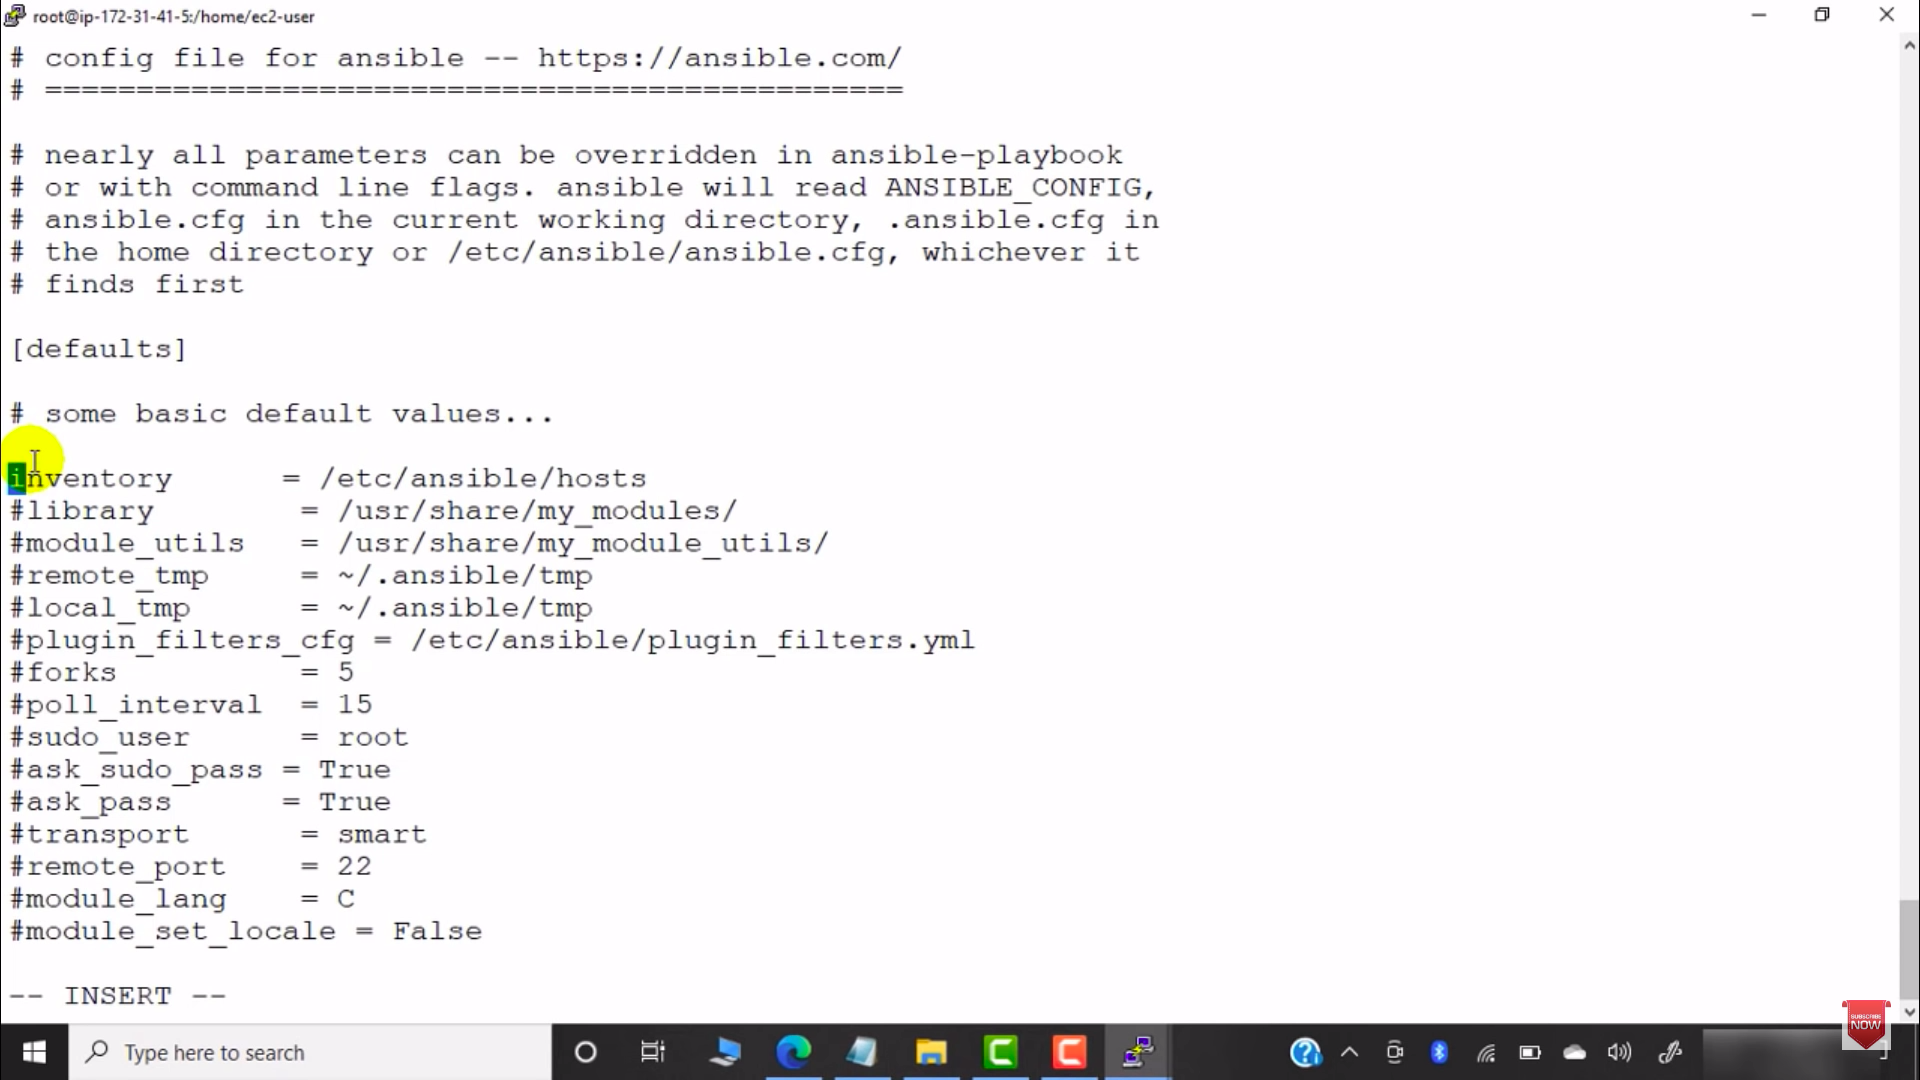 root@ip-172-31-41-5:/home/ec2-user
# config file for ansible -- https://ansible.com/
# ===============================================
# nearly all parameters can be overridden in ansible-playbook
# or with command line flags. ansible will read ANSIBLE_CONFIG,
# ansible.cfg in the current working directory, .ansible.cfg in
# the home directory or /etc/ansible/ansible.cfg, whichever it
# finds first
[defaults]
# some basic default values...
inventory      = /etc/ansible/hosts
#library        = /usr/share/my_modules/
#module_utils   = /usr/share/my_module_utils/
#remote_tmp     = ~/.ansible/tmp
#local_tmp      = ~/.ansible/tmp
#plugin_filters_cfg = /etc/ansible/plugin_filters.yml
#forks          = 5
#poll_interval  = 15
#sudo_user      = root
#ask_sudo_pass = True
#ask_pass      = True
#transport      = smart
#remote_port    = 22
#module_lang    = C
#module_set_locale = False
-- INSERT --
SUBSCRIBE
NOW
Type here to search